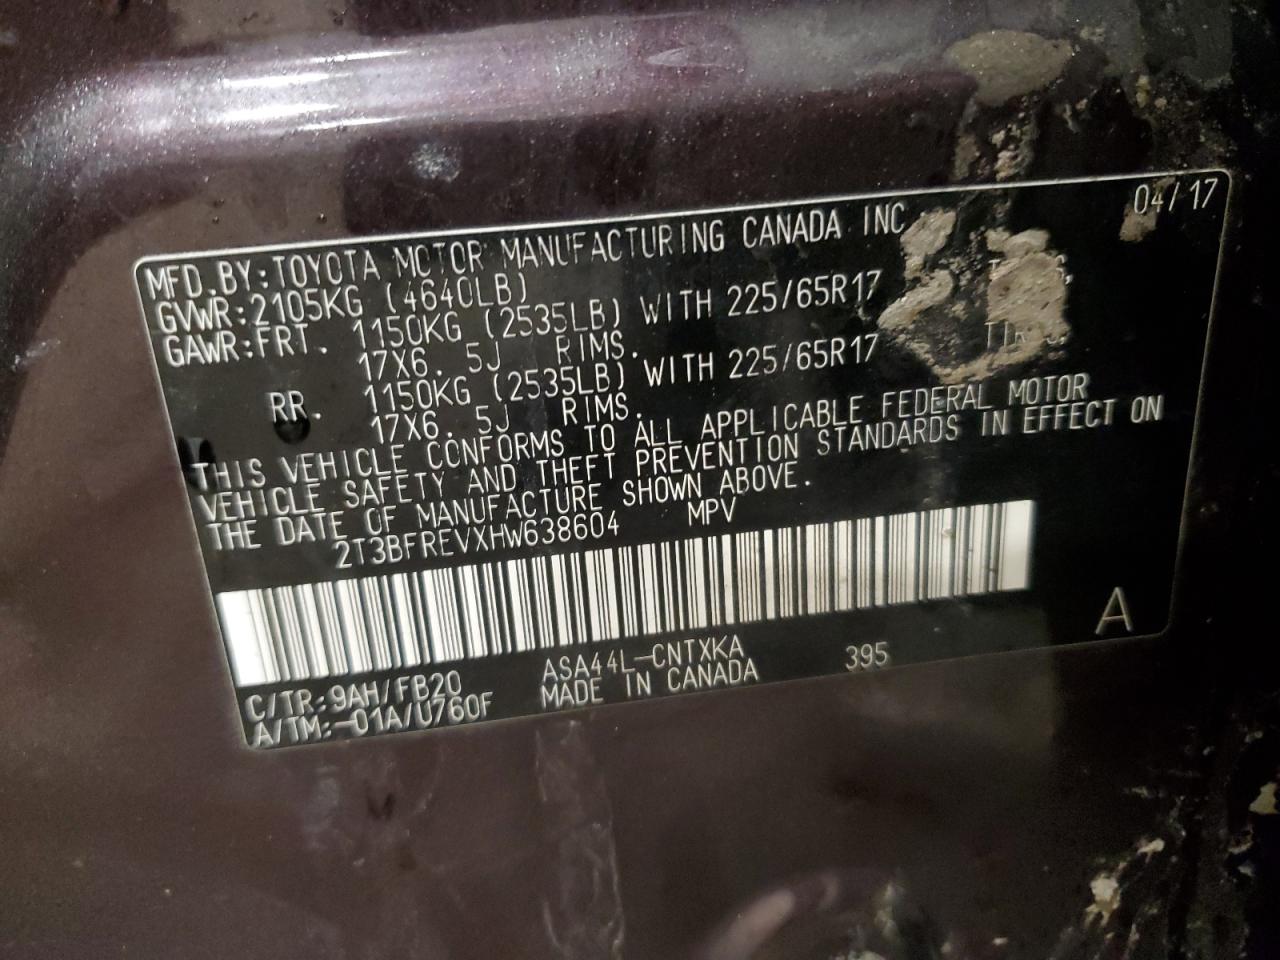 04/17
MFD.BY:TOYOTA MOTOR MANUFACTURING CANADA INC
GVWR:2105KG (4640LB)
GAWR:FRT. 1150KG (2535LB) WITH 225/65R17
17X6.5J RIMS.
RR. 1150KG (2535LB) WITH 225/65R17
17X6.5J RIMS.
THIS VEHICLE CONFORMS TO ALL APPLICABLE FEDERAL MOTOR
VEHICLE SAFETY AND THEFT PREVENTION STANDARDS IN EFFECT ON
THE DATE OF MANUFACTURE SHOWN ABOVE.
2T3BFREVXHW638604 MPV
C/TR:9AH/FB20 ASA44L-CNTXKA 395 A
A/TM:-01A/U760F MADE IN CANADA